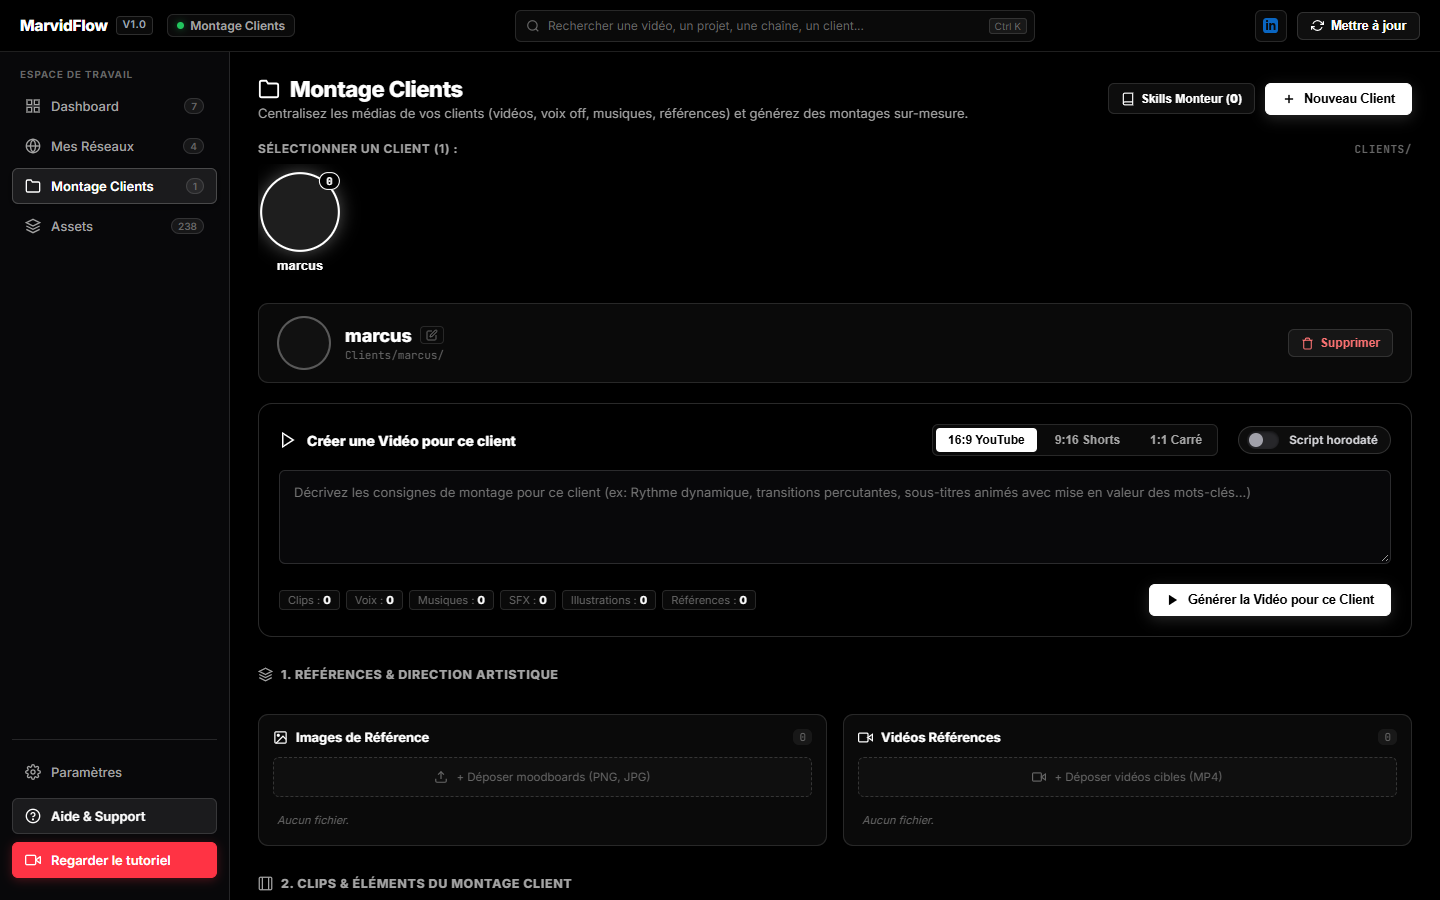 MarvidFlow V1.0 Montage Clients Rechercher une vidéo, un projet, une chaîne, un client... Ctrl K Mettre à jour
ESPACE DE TRAVAIL
Dashboard 7
Mes Réseaux 4
Montage Clients 1
Assets 238
Paramètres
Aide & Support
Regarder le tutoriel
Montage Clients
Centralisez les médias de vos clients (vidéos, voix off, musiques, références) et générez des montages sur-mesure.
Skills Monteur (0) + Nouveau Client
SÉLECTIONNER UN CLIENT (1) : CLIENTS/
0
marcus
marcus
Clients/marcus/
Supprimer
Créer une Vidéo pour ce client 16:9 YouTube 9:16 Shorts 1:1 Carré Script horodaté
Décrivez les consignes de montage pour ce client (ex: Rythme dynamique, transitions percutantes, sous-titres animés avec mise en valeur des mots-clés...)
Clips : 0 Voix : 0 Musiques : 0 SFX : 0 Illustrations : 0 Références : 0 Générer la Vidéo pour ce Client
1. RÉFÉRENCES & DIRECTION ARTISTIQUE
Images de Référence 0
+ Déposer moodboards (PNG, JPG)
Aucun fichier.
Vidéos Références 0
+ Déposer vidéos cibles (MP4)
Aucun fichier.
2. CLIPS & ÉLÉMENTS DU MONTAGE CLIENT